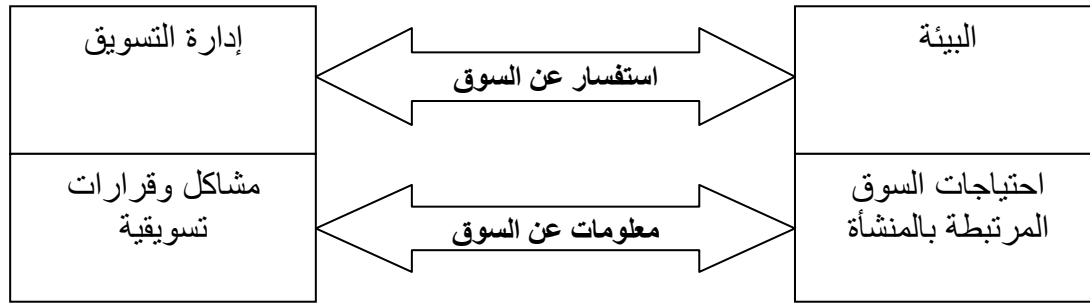 البيئة
استفسار عن السوق
إدارة التسويق
احتياجات السوق
المرتبطة بالمنشأة
معلومات عن السوق
مشاكل وقرارات
تسويقية